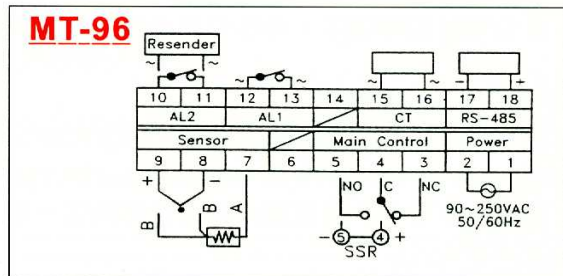 MT-96
Resender
~ ~ ~ ~ ~ ~ - +
10 11 12 13 14 15 16 17 18
AL2 AL1 CT RS-485
Sensor Main Control Power
9 8 7 6 5 4 3 2 1
+ - NO C NC
B B A
90~250VAC
50/60Hz
- 5 4 +
SSR